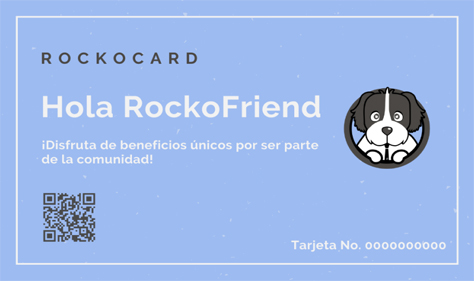 ROCKOCARD
Hola RockoFriend
¡Disfruta de beneficios únicos por ser parte
de la comunidad!
Tarjeta No. 0000000000